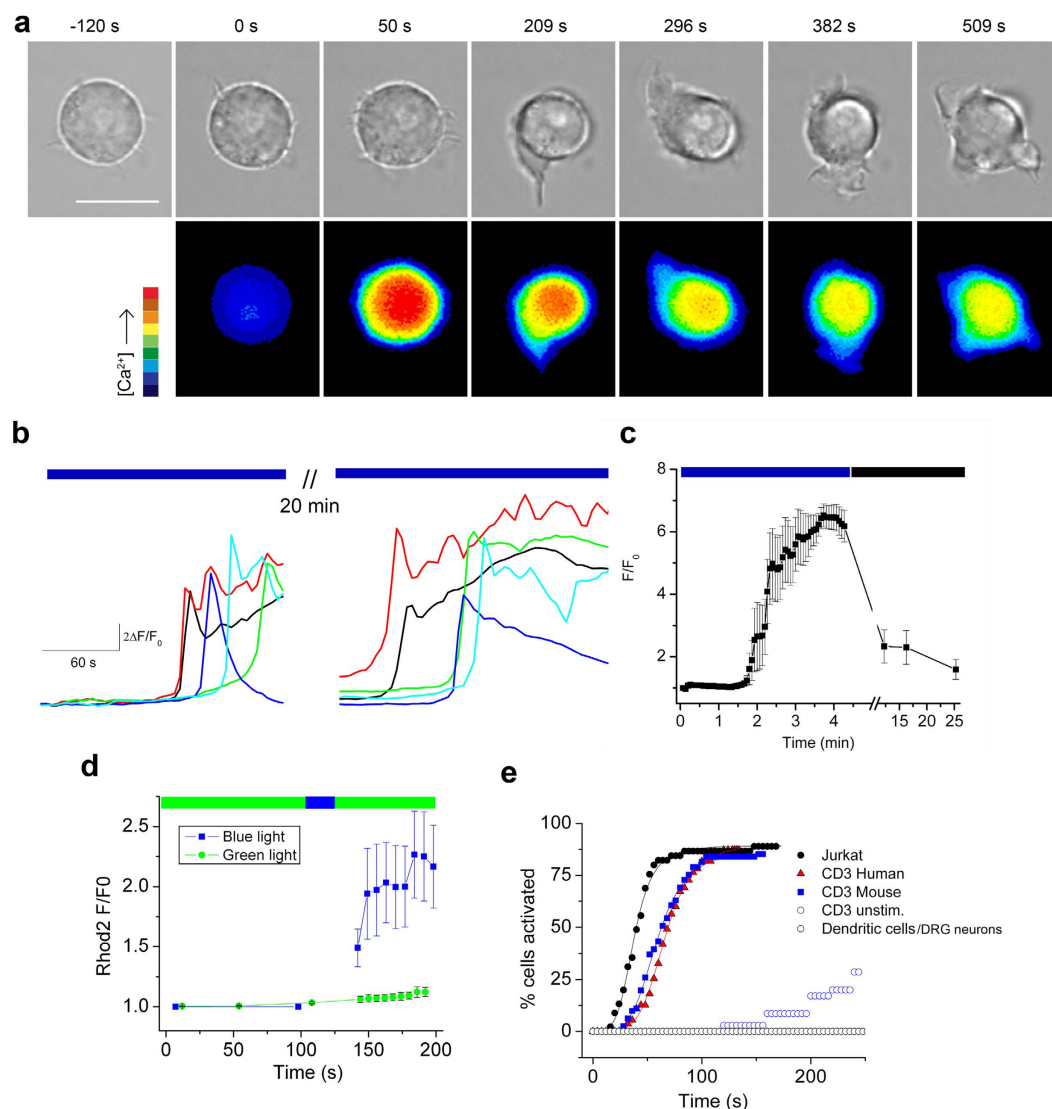 a
-120 s 0 s 50 s 209 s 296 s 382 s 509 s
[Ca²⁺]
b
//
20 min
2ΔF/F₀
60 s
c
F/F₀
8
6
4
2
0 1 2 3 4 15 20 25
Time (min)
d
Rhod2 F/F0
2.5
2.0
1.5
1.0
Blue light
Green light
0 50 100 150 200
Time (s)
e
% cells activated
100
75
50
25
0
Jurkat
CD3 Human
CD3 Mouse
CD3 unstim.
Dendritic cells/DRG neurons
0 100 200
Time (s)